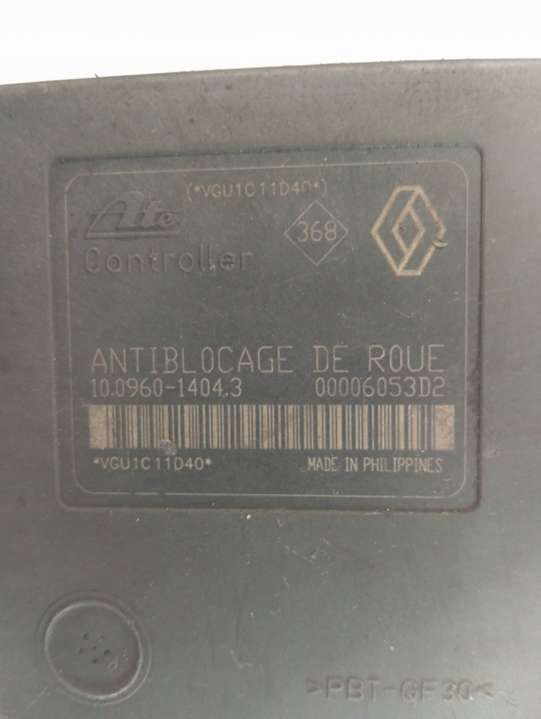 (*VGU1C11D40*)
Ate
368
Controller
ANTIBLOCAGE DE ROUE
10.0960-1404.3 00006053D2
*VGU1C11D40* MADE IN PHILIPPINES
>PBT-GF30<